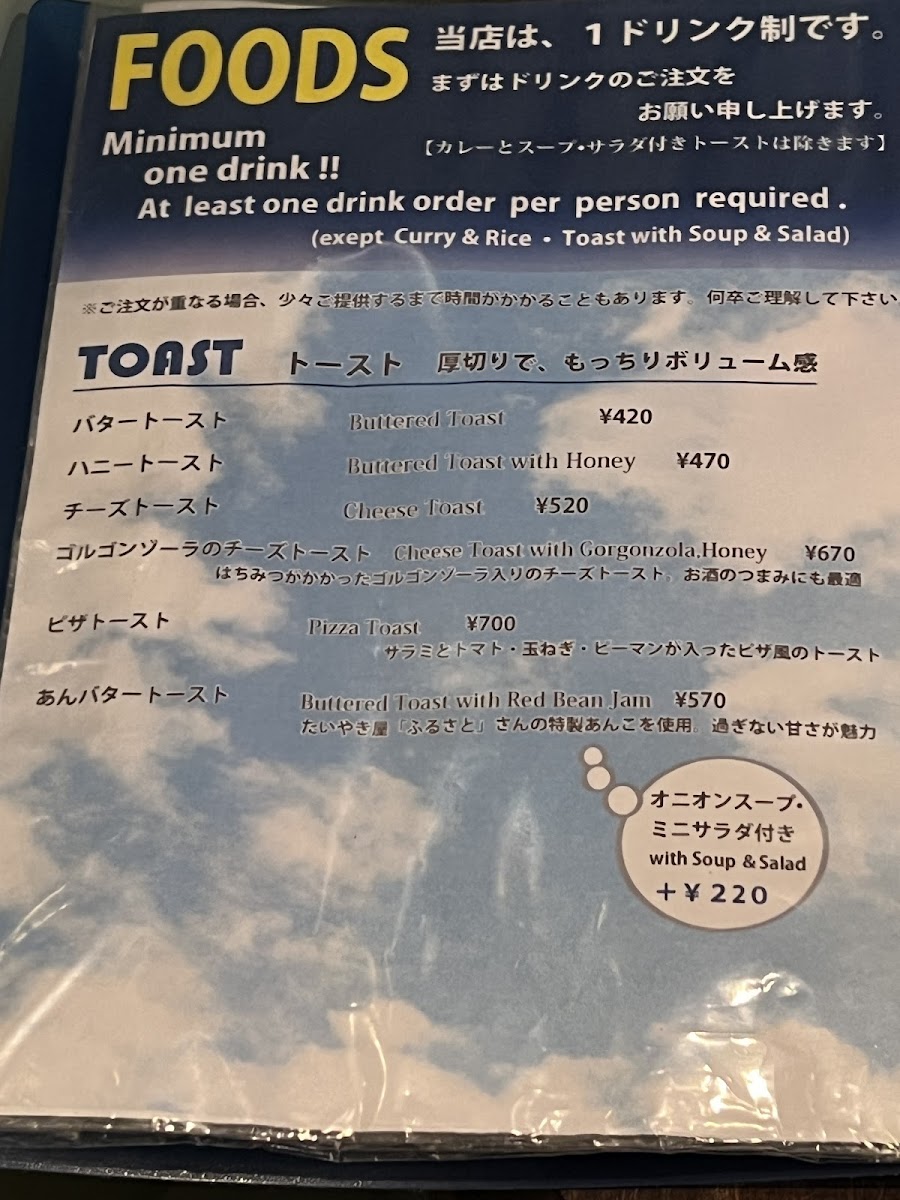 FOODS
当店は、1ドリンク制です。
まずはドリンクのご注文を
お願い申し上げます。
Minimum
one drink !!
【カレーとスープ・サラダ付きトーストは除きます】
At least one drink order per person required .
(exept Curry & Rice • Toast with Soup & Salad)
※ご注文が重なる場合、少々ご提供するまで時間がかかることもあります。何卒ご理解して下さい
TOAST トースト 厚切りで、もっちりボリューム感
バタートースト Buttered Toast ¥420
ハニートースト Buttered Toast with Honey ¥470
チーズトースト Cheese Toast ¥520
ゴルゴンゾーラのチーズトースト Cheese Toast with Gorgonzola,Honey ¥670
はちみつがかかったゴルゴンゾーラ入りのチーズトースト。お酒のつまみにも最適
ピザトースト Pizza Toast ¥700
サラミとトマト・玉ねぎ・ピーマンが入ったピザ風のトースト
あんバタートースト Buttered Toast with Red Bean Jam ¥570
たいやき屋「ふるさと」さんの特製あんこを使用。過ぎない甘さが魅力
オニオンスープ・
ミニサラダ付き
with Soup & Salad
+¥220